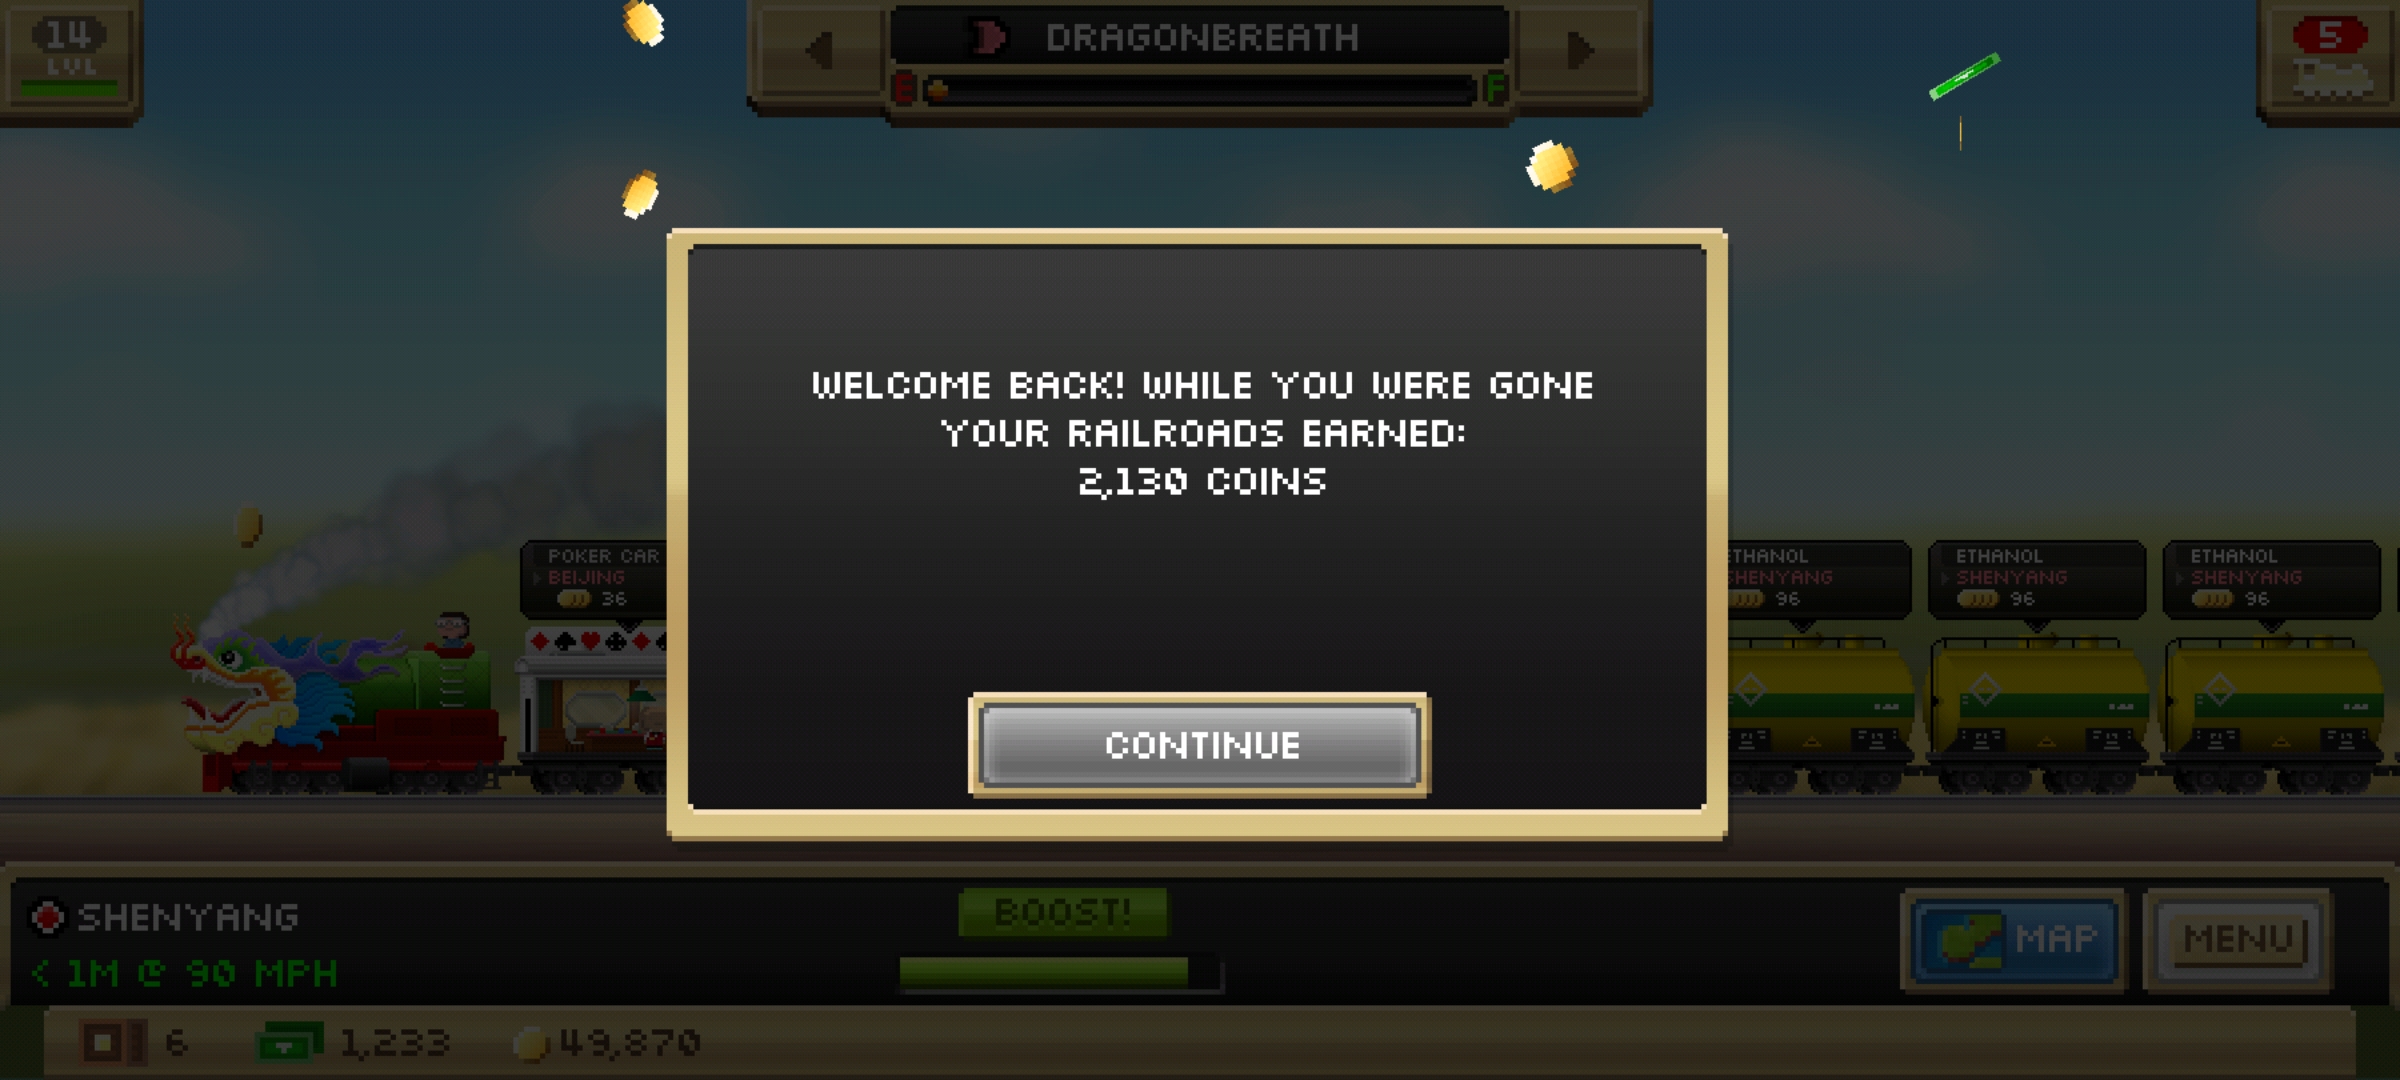 14
LVL
DRAGONBREATH
E F
5
WELCOME BACK! WHILE YOU WERE GONE
YOUR RAILROADS EARNED:
2,130 COINS
CONTINUE
POKER CAR
BEIJING
36
ETHANOL
SHENYANG
96
ETHANOL
SHENYANG
96
ETHANOL
SHENYANG
96
SHENYANG
< 1M @ 90 MPH
BOOST!
MAP
MENU
6
1,233
49,870